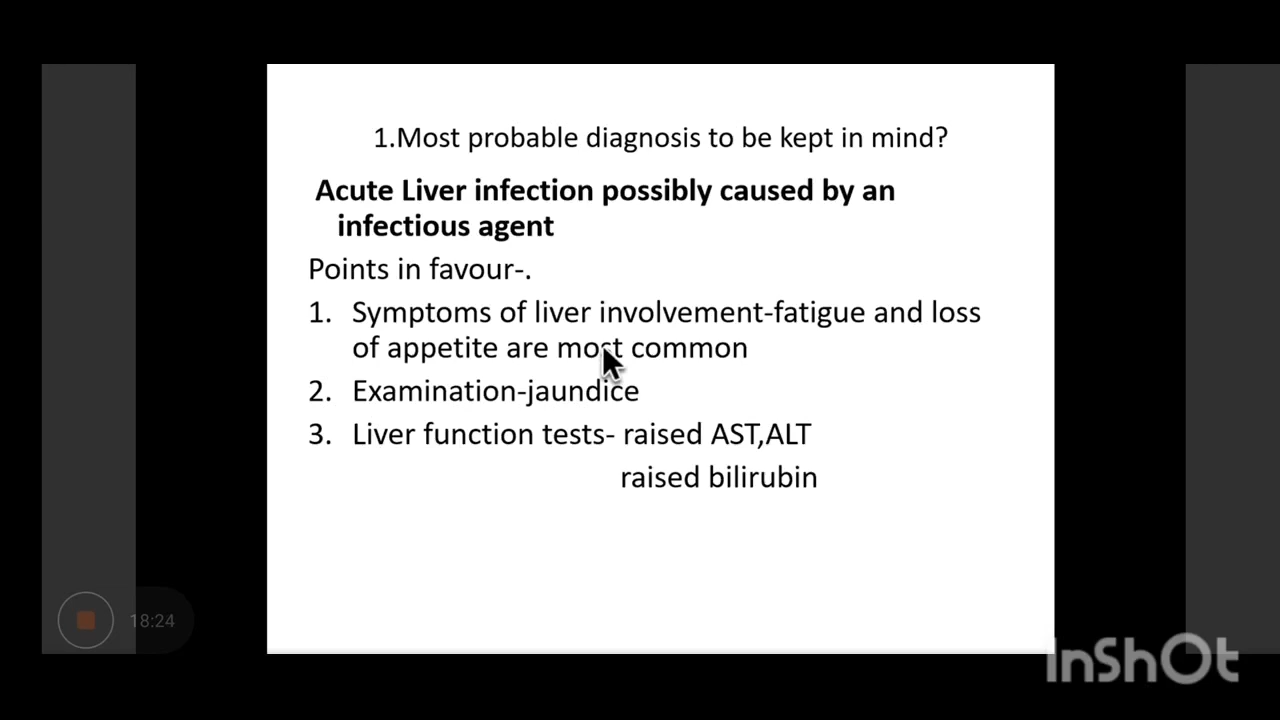 1.Most probable diagnosis to be kept in mind?
Acute Liver infection possibly caused by an
infectious agent
Points in favour-.
1. Symptoms of liver involvement-fatigue and loss
of appetite are most common
2. Examination-jaundice
3. Liver function tests- raised AST,ALT
raised bilirubin
18:24
InShOt